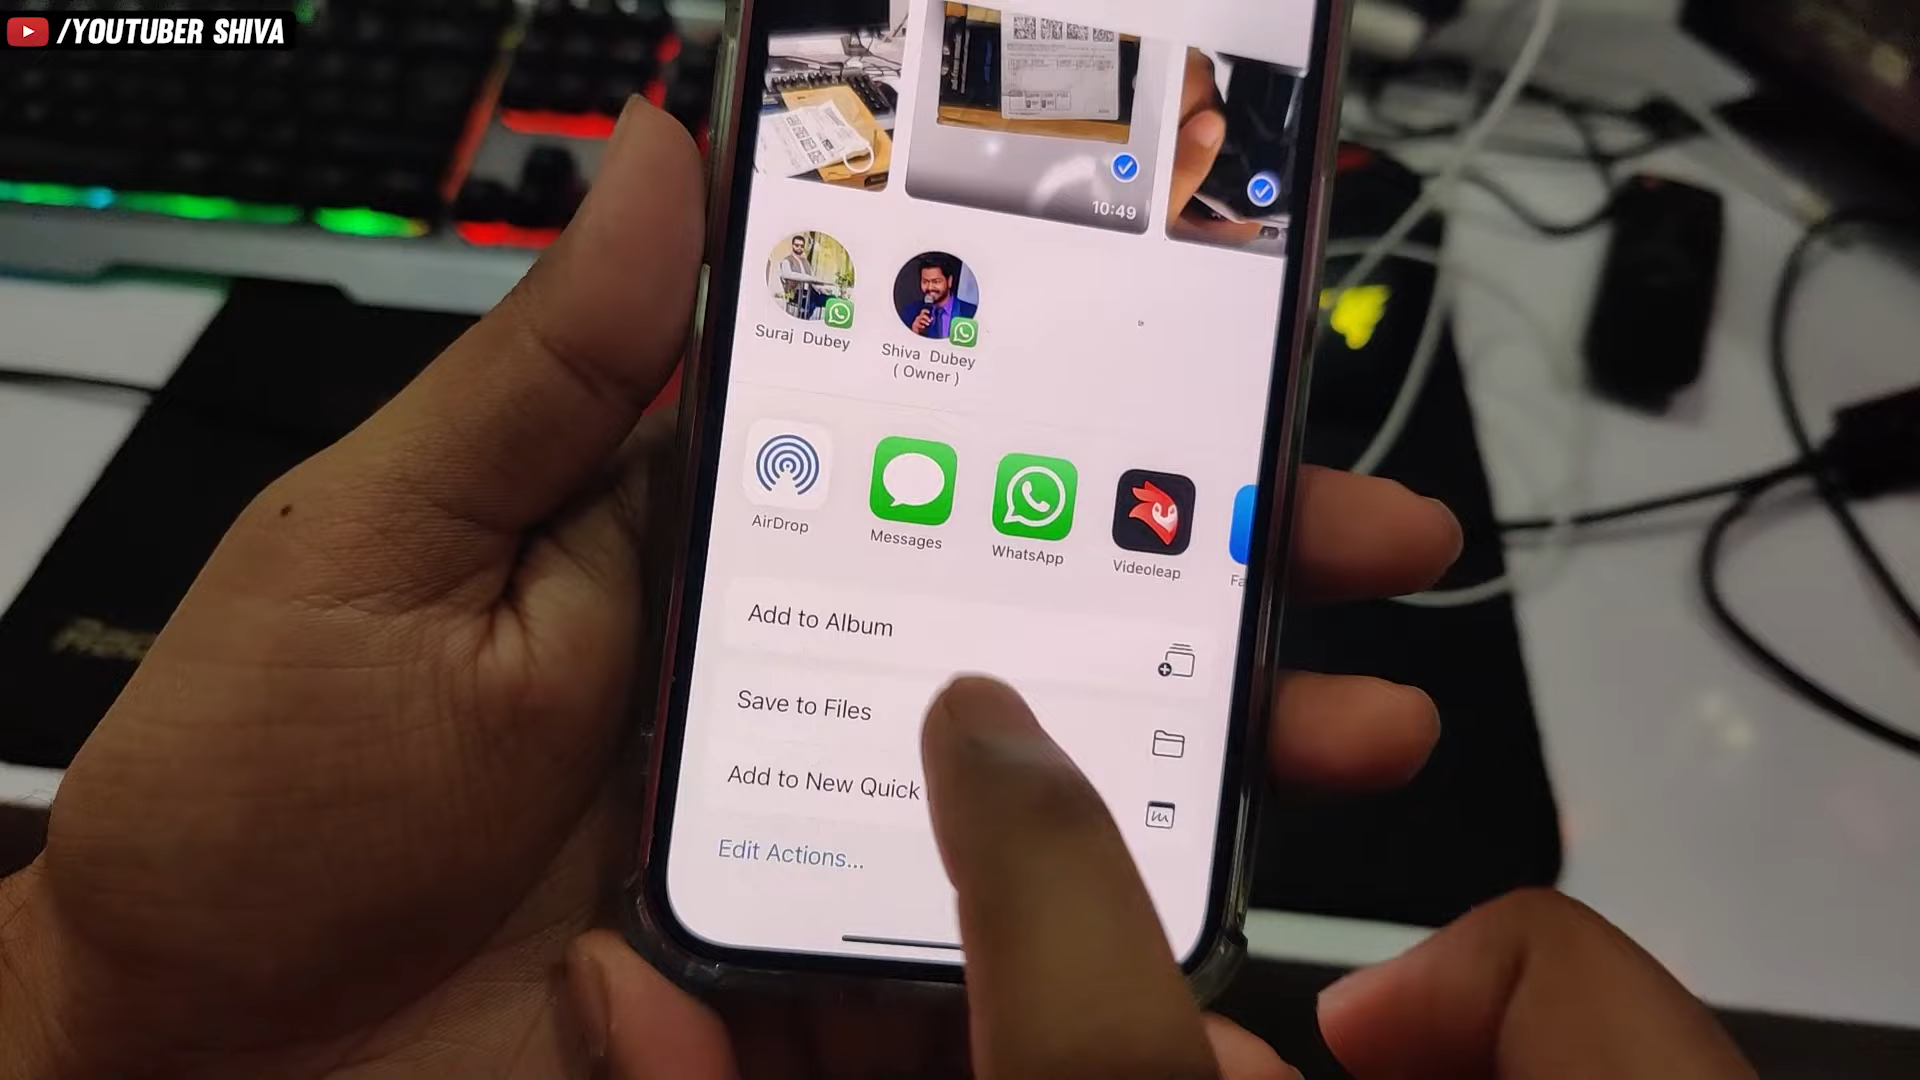 /YOUTUBER SHIVA
10:49
Suraj Dubey
Shiva Dubey
( Owner )
AirDrop
Messages
WhatsApp
Videoleap
Fa
Add to Album
Save to Files
Add to New Quick
Edit Actions...